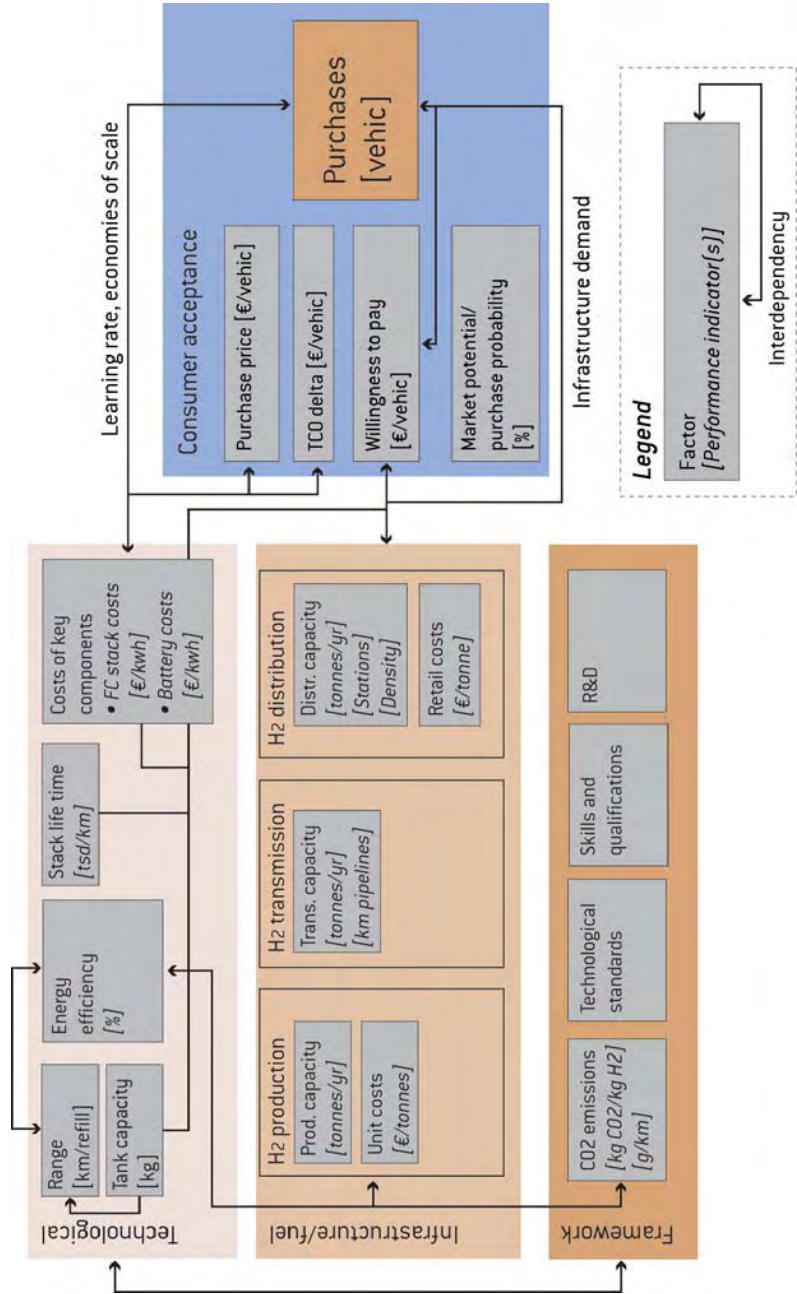 Technological
Range
[km/refill]
Tank capacity
[kg]
Energy
efficiency
[%]
Stack life time
[tsd/km]
Costs of key
components
• FC stack costs
[€/kwh]
• Battery costs
[€/kwh]
Infrastructure/fuel
H2 production
Prod. capacity
[tonnes/yr]
Unit costs
[€/tonnes]
H2 transmission
Trans. capacity
[tonnes/yr]
[km pipelines]
H2 distribution
Distr. capacity
[tonnes/yr]
[Stations]
[Density]
Retail costs
[€/tonne]
Framework
CO2 emissions
[kg CO2/kg H2]
[g/km]
Technological
standards
Skills and
qualifications
R&D
Learning rate, economies of scale
Consumer acceptance
Purchase price [€/vehic]
TCO delta [€/vehic]
Willingness to pay
[€/vehic]
Market potential/
purchase probability
[%]
Purchases
[vehic]
Infrastructure demand
Legend
Factor
[Performance indicator(s)]
Interdependency